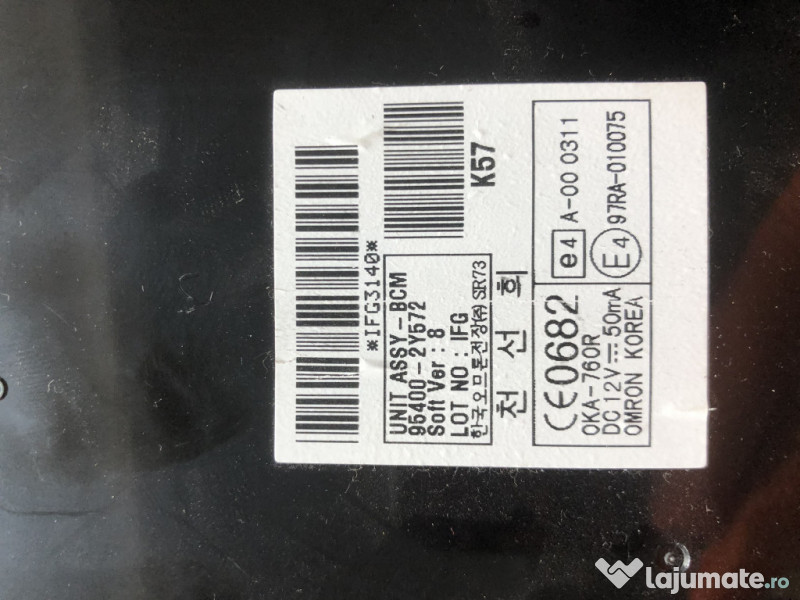 *IFG3140*
K57
UNIT ASSY-BCM
95400-2Y572
Soft Ver : 8
LOT NO : IFG
한국오므론전장(주) SR73
천 선 희
CE0682
OKA-760R
DC 12V⎓50mA
OMRON KOREA
e4 A-00 0311
E4 97RA-010075
lajumate.ro